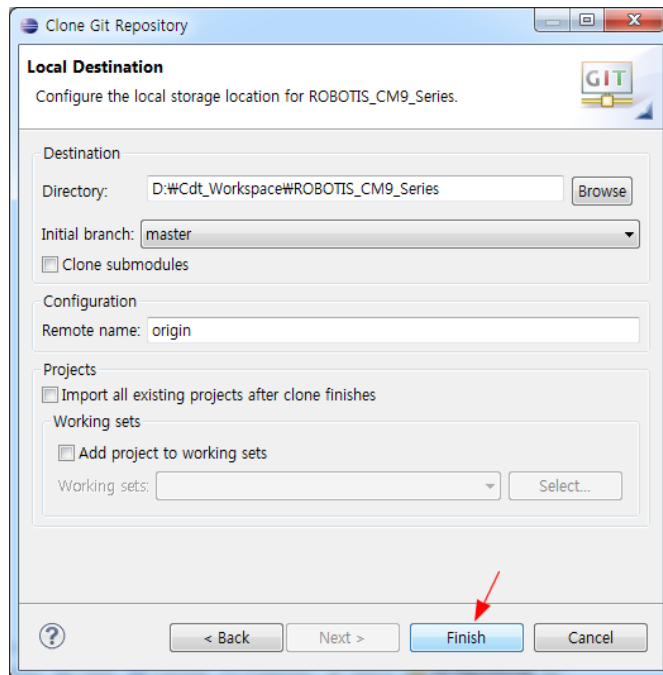 Clone Git Repository
Local Destination
Configure the local storage location for ROBOTIS_CM9_Series.
GIT
Destination
Directory: D:₩Cdt_Workspace₩ROBOTIS_CM9_Series Browse
Initial branch: master
Clone submodules
Configuration
Remote name: origin
Projects
Import all existing projects after clone finishes
Working sets
Add project to working sets
Working sets: Select...
? < Back Next > Finish Cancel